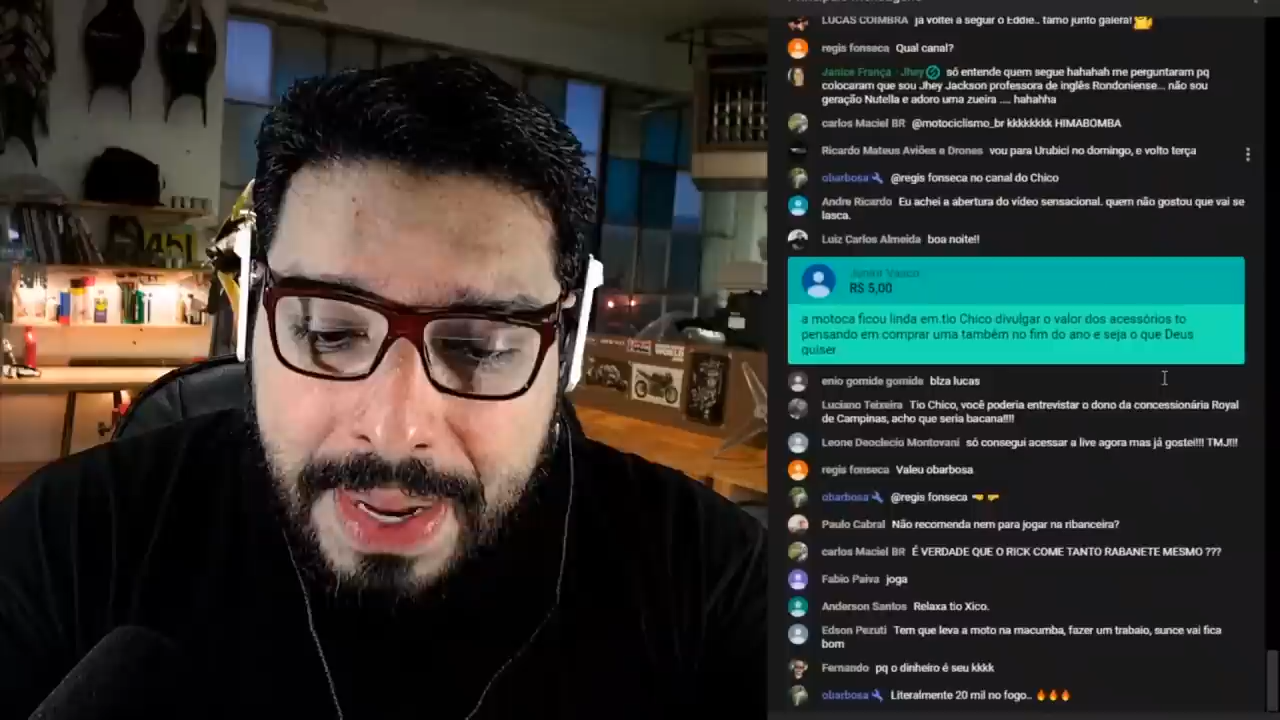 LUCAS COIMBRA já voltei a seguir o Eddie.. tamo junto galera!
regis fonseca Qual canal?
Janice França - Jhey só entende quem segue hahahah me perguntaram pq
colocaram que sou Jhey Jackson professora de inglês Rondoniense... não sou
geração Nutella e adoro uma zueira .... hahahha
carlos Maciel BR @motociclismo_br kkkkkkkk HIMABOMBA
Ricardo Mateus Aviões e Drones vou para Urubici no domingo, e volto terça
obarbosa @regis fonseca no canal do Chico
Andre Ricardo Eu achei a abertura do vídeo sensacional. quem não gostou que vai se
lasca.
Luiz Carlos Almeida boa noite!!
Junior Vasco
R$ 5,00
a motoca ficou linda em.tio Chico divulgar o valor dos acessórios to
pensando em comprar uma também no fim do ano e seja o que Deus
quiser
enio gomide gomide blza lucas
Luciano Teixeira Tio Chico, você poderia entrevistar o dono da concessionária Royal
de Campinas, acho que seria bacana!!!!
Leone Deoclecio Montovani só consegui acessar a live agora mas já gostei!!! TMJ!!!
regis fonseca Valeu obarbosa
obarbosa @regis fonseca
Paulo Cabral Não recomenda nem para jogar na ribanceira?
carlos Maciel BR É VERDADE QUE O RICK COME TANTO RABANETE MESMO ???
Fabio Paiva joga
Anderson Santos Relaxa tio Xico.
Edson Pezuti Tem que leva a moto na macumba, fazer um trabaio, sunce vai fica
bom
Fernando pq o dinheiro é seu kkkk
obarbosa Literalmente 20 mil no fogo..